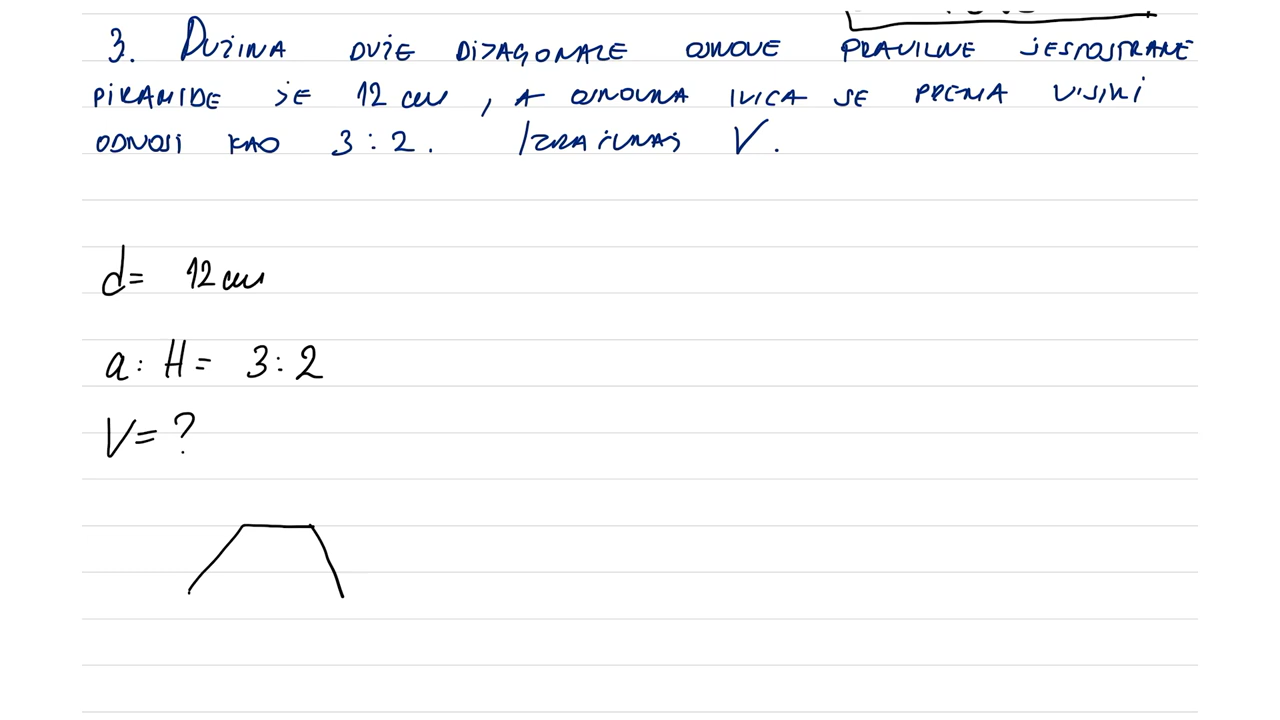 3. DUŽINA DUŽE DIJAGONALE OSNOVE PRAVILNE ŠESTOSTRANE
PIRAMIDE JE 12 cm, A OSNOVNA IVICA SE PREMA VISINI
ODNOSI KAO 3:2. IZRAČUNAJ V.
d= 12 cm
a: H= 3:2
V= ?